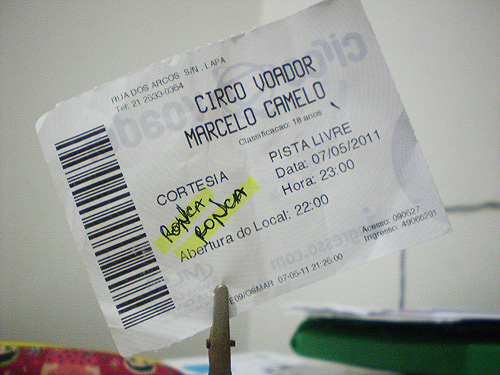 RUA DOS ARCOS S/N, LAPA
Tel: 21 2533-0354
CIRCO VOADOR
MARCELO CAMELO
Classificacao: 18 anos
CORTESIA
PISTA LIVRE
Data: 07/05/2011
Hora: 23:00
RONCA
RONCA
Abertura do Local: 22:00
Acesso: 090527
Ingresso: 49066291
E09/OSMAR 07-05-11 21:25:00